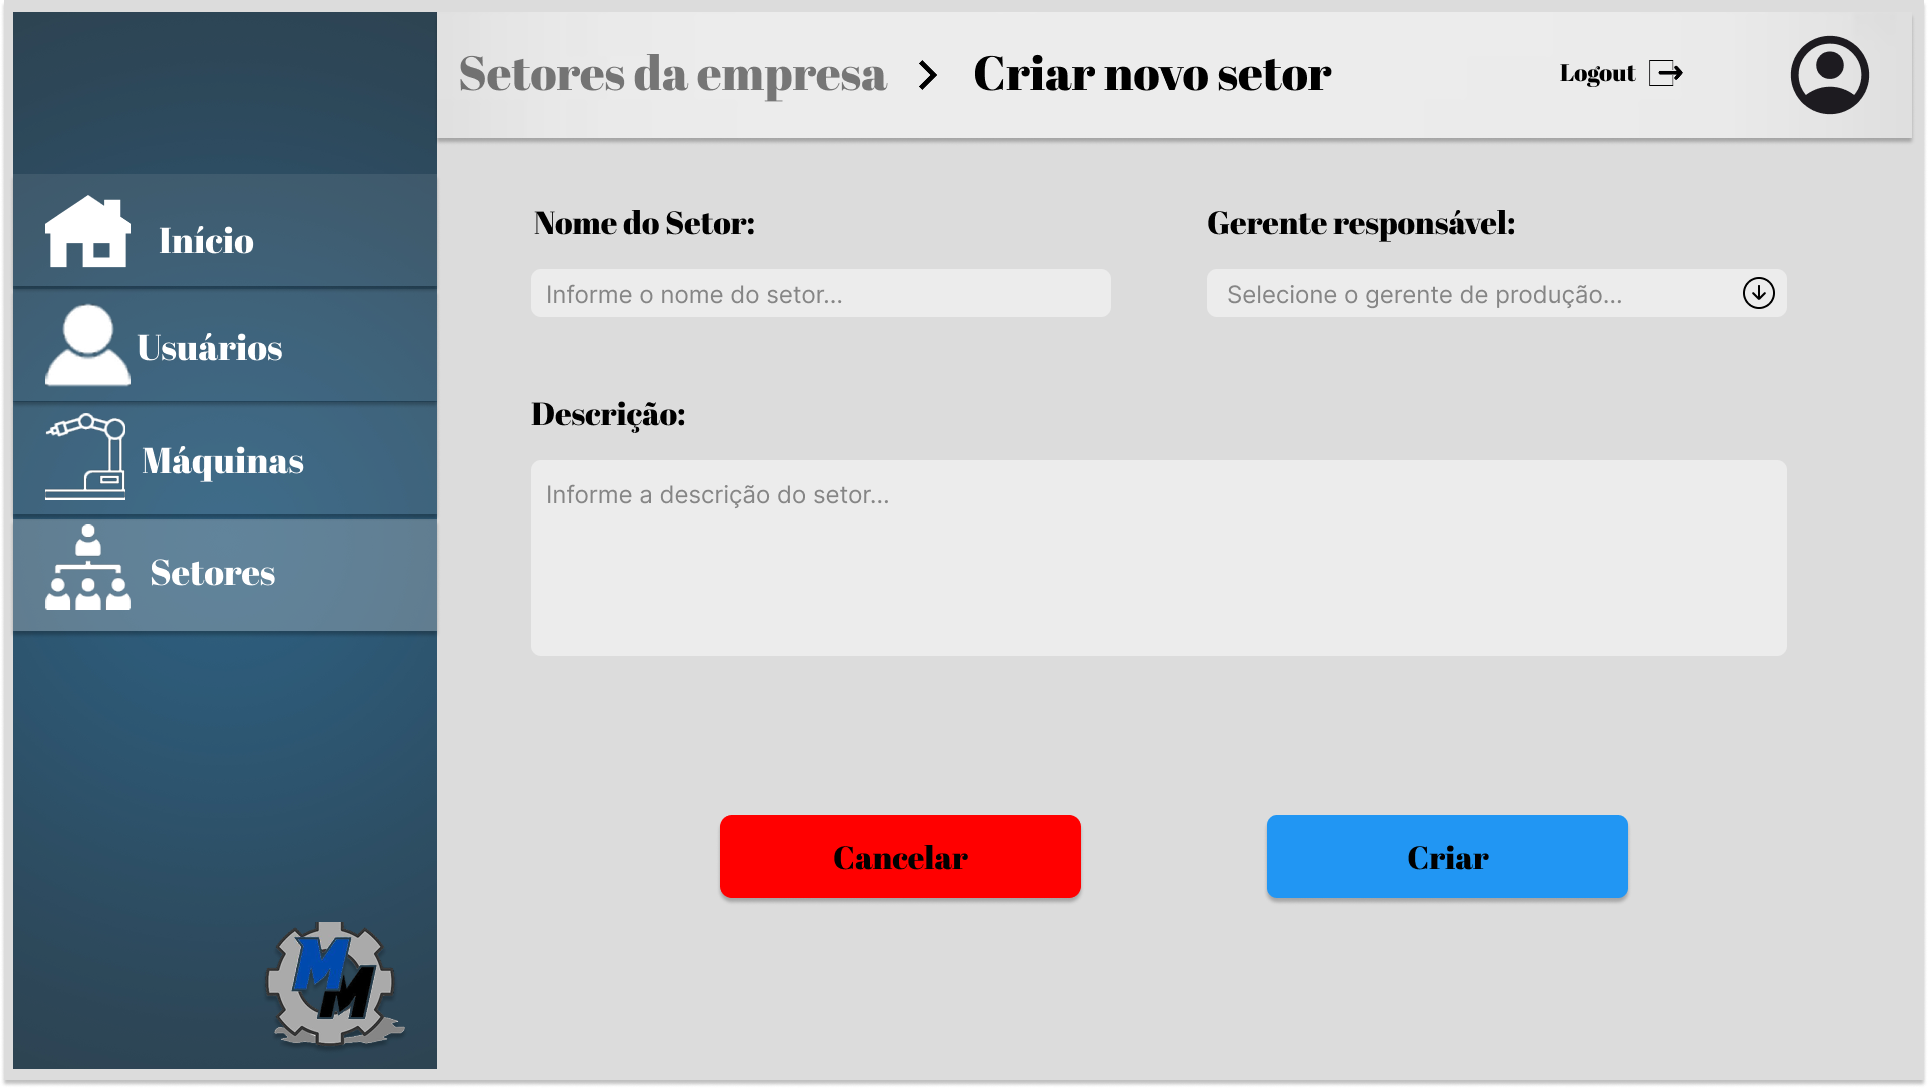 Setores da empresa > Criar novo setor
Logout
Início
Usuários
Máquinas
Setores
Nome do Setor:
Gerente responsável:
Informe o nome do setor...
Selecione o gerente de produção...
Descrição:
Informe a descrição do setor...
Cancelar
Criar
MM